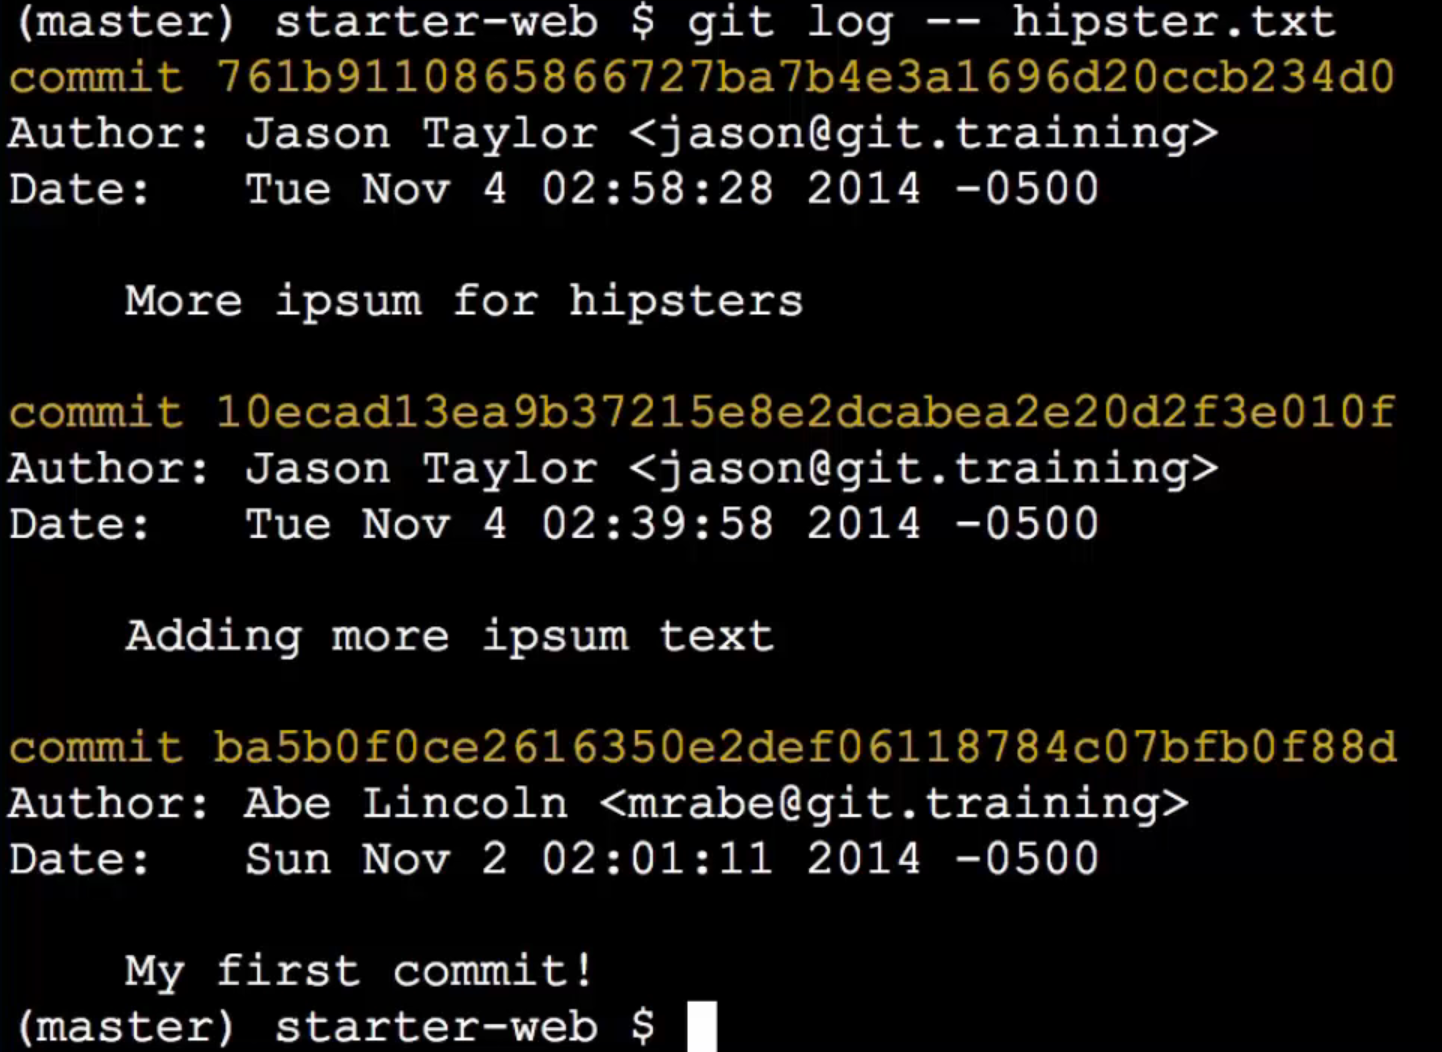 (master) starter-web $ git log -- hipster.txt
commit 761b9110865866727ba7b4e3a1696d20ccb234d0
Author: Jason Taylor <jason@git.training>
Date:   Tue Nov 4 02:58:28 2014 -0500
More ipsum for hipsters
commit 10ecad13ea9b37215e8e2dcabea2e20d2f3e010f
Author: Jason Taylor <jason@git.training>
Date:   Tue Nov 4 02:39:58 2014 -0500
Adding more ipsum text
commit ba5b0f0ce2616350e2def06118784c07bfb0f88d
Author: Abe Lincoln <mrabe@git.training>
Date:   Sun Nov 2 02:01:11 2014 -0500
My first commit!
(master) starter-web $